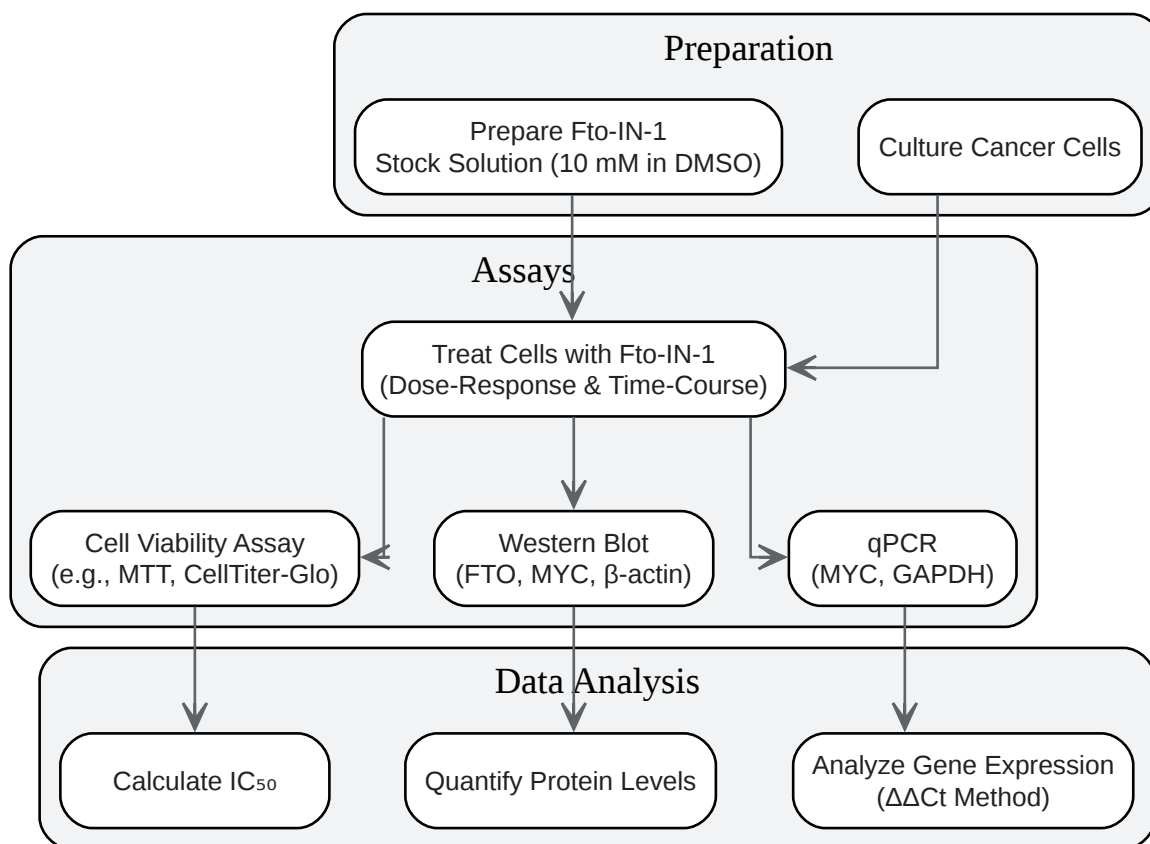 Preparation
Prepare Fto-IN-1
Stock Solution (10 mM in DMSO)
Culture Cancer Cells
Assays
Treat Cells with Fto-IN-1
(Dose-Response & Time-Course)
Cell Viability Assay
(e.g., MTT, CellTiter-Glo)
Western Blot
(FTO, MYC, β-actin)
qPCR
(MYC, GAPDH)
Data Analysis
Calculate IC₅₀
Quantify Protein Levels
Analyze Gene Expression
(ΔΔCt Method)